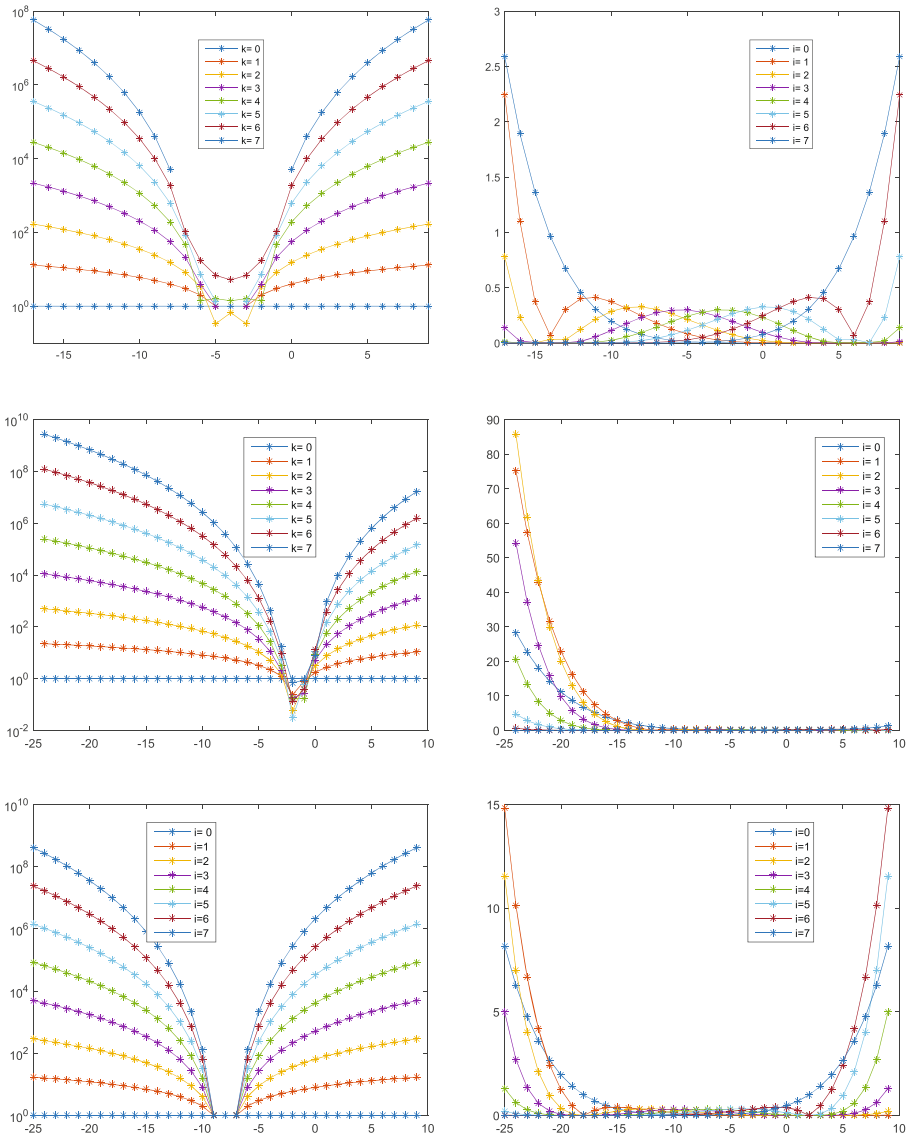 10^8
10^6
10^4
10^2
10^0
-15
-10
-5
0
5
k= 0
k= 1
k= 2
k= 3
k= 4
k= 5
k= 6
k= 7
3
2.5
2
1.5
1
0.5
0
-15
-10
-5
0
5
i= 0
i= 1
i= 2
i= 3
i= 4
i= 5
i= 6
i= 7
10^10
10^8
10^6
10^4
10^2
10^0
10^-2
-25
-20
-15
-10
-5
0
5
10
k= 0
k= 1
k= 2
k= 3
k= 4
k= 5
k= 6
k= 7
90
80
70
60
50
40
30
20
10
0
-25
-20
-15
-10
-5
0
5
10
i= 0
i= 1
i= 2
i= 3
i= 4
i= 5
i= 6
i= 7
10^10
10^8
10^6
10^4
10^2
10^0
-25
-20
-15
-10
-5
0
5
10
i= 0
i=1
i=2
i=3
i=4
i=5
i=6
i=7
15
10
5
0
-25
-20
-15
-10
-5
0
5
10
i=0
i=1
i=2
i=3
i=4
i=5
i=6
i=7